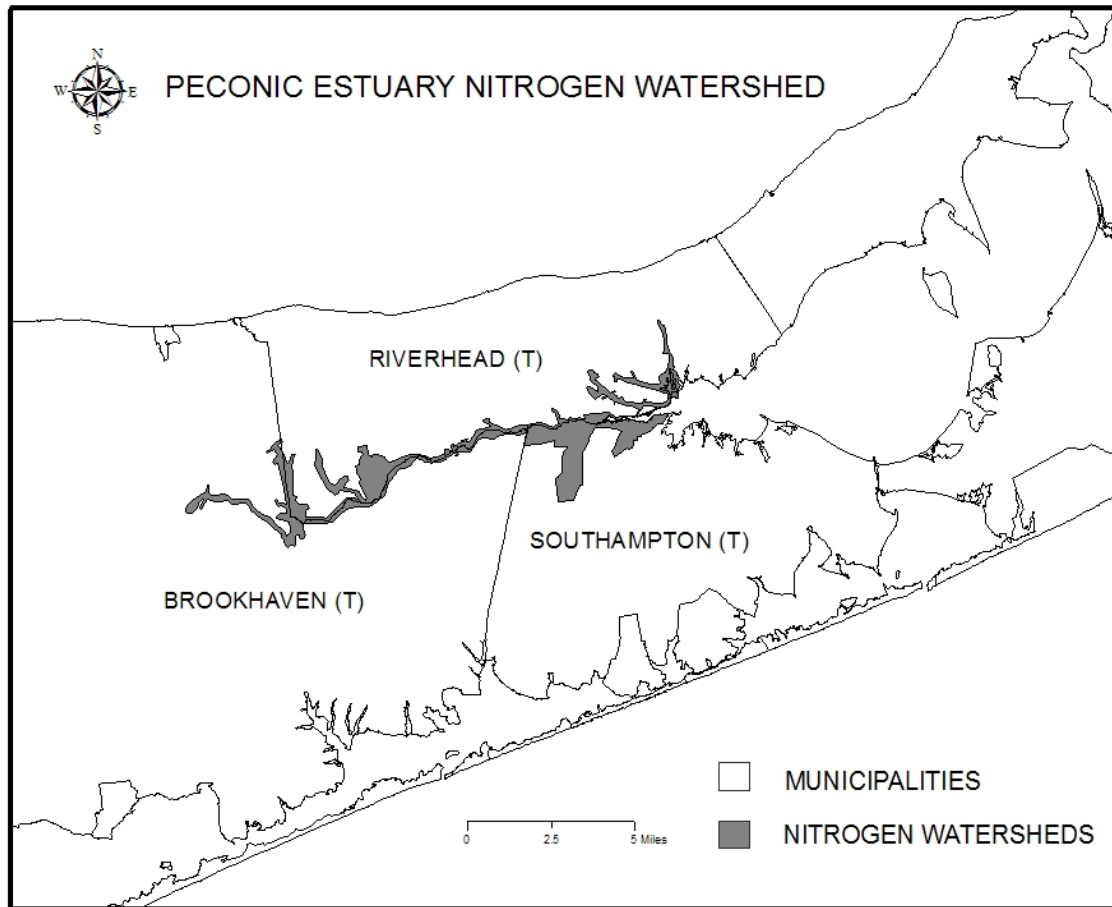 N
W E
S
PECONIC ESTUARY NITROGEN WATERSHED
RIVERHEAD (T)
SOUTHAMPTON (T)
BROOKHAVEN (T)
MUNICIPALITIES
NITROGEN WATERSHEDS
0 2.5 5 Miles